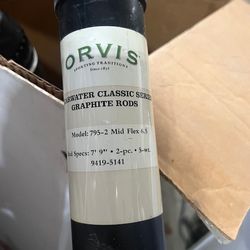 ORVIS
SPORTING TRADITIONS
Since 1856
EWATER CLASSIC SERIES
GRAPHITE RODS
Model: 795-2 Mid Flex 6.5
Specs: 7' 9" • 2-pc. • 5-wt.
9419-5141